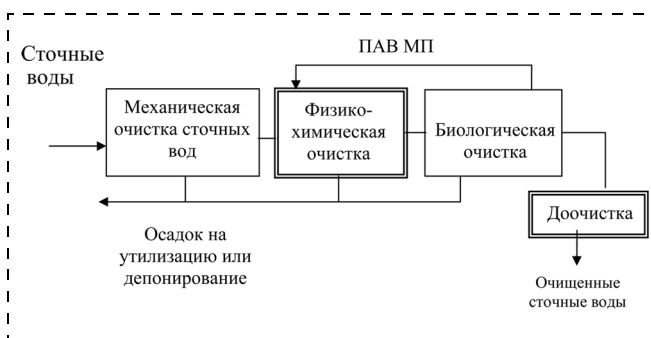 ПАВ МП
Сточные
воды
Механическая
очистка сточных
вод
Физико-
химическая
очистка
Биологическая
очистка
Доочистка
Осадок на
утилизацию или
депонирование
Очищенные
сточные воды